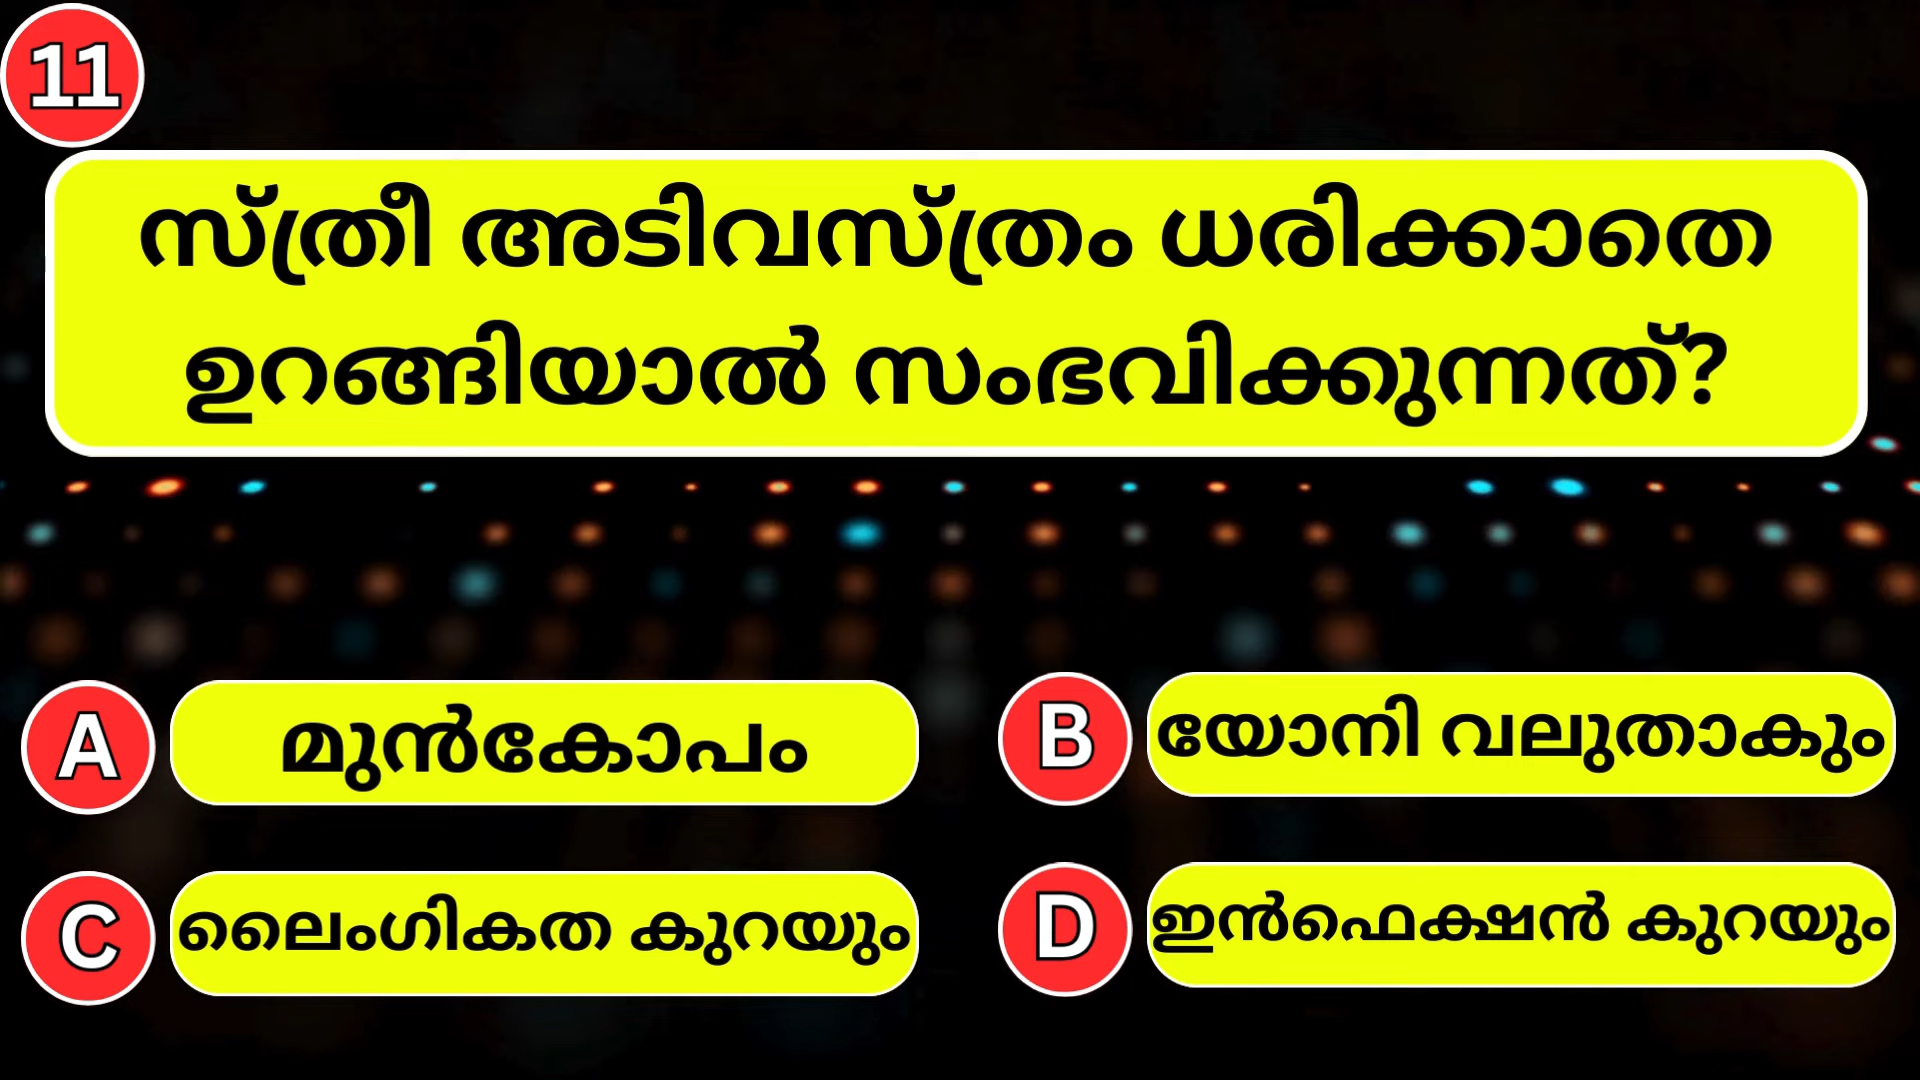 11
സ്ത്രീ അടിവസ്ത്രം ധരിക്കാതെ
ഉറങ്ങിയാൽ സംഭവിക്കുന്നത്?
A മുൻകോപം
B യോനി വലുതാകും
C ലൈംഗികത കുറയും
D ഇൻഫെക്ഷൻ കുറയും